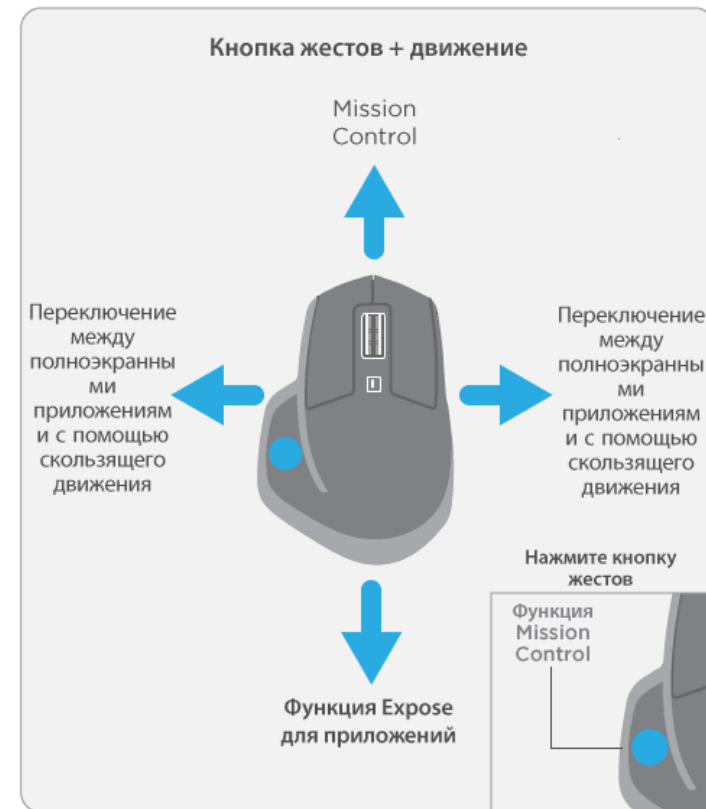 Кнопка жестов + движение
Mission
Control
Переключение
между
полноэкранны
ми
приложениям
и с помощью
скользящего
движения
Переключение
между
полноэкранны
ми
приложениям
и с помощью
скользящего
движения
Функция Expose
для приложений
Нажмите кнопку
жестов
Функция
Mission
Control